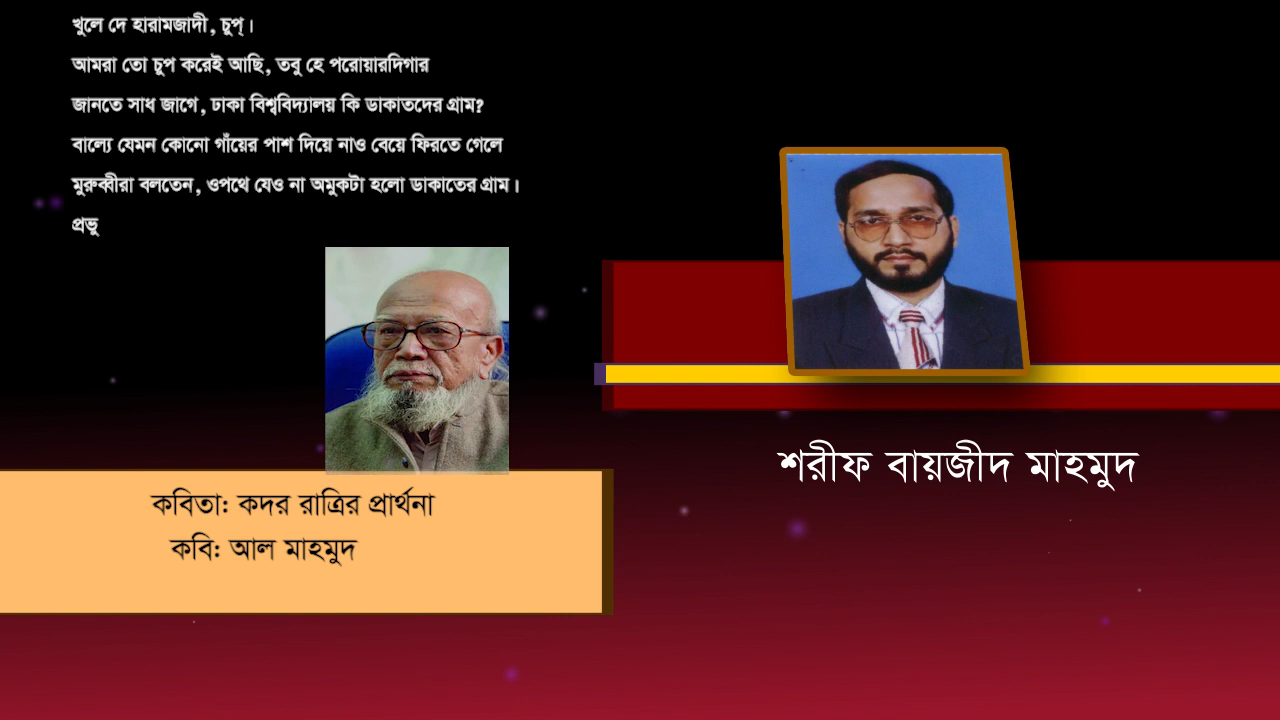 খুলে দে হারামজাদী, চুপ্‌।
আমরা তো চুপ করেই আছি, তবু হে পরোয়ারদিগার
জানতে সাধ জাগে, ঢাকা বিশ্ববিদ্যালয় কি ডাকাতদের গ্রাম?
বাল্যে যেমন কোনো গাঁয়ের পাশ দিয়ে নাও বেয়ে ফিরতে গেলে
মুরুব্বীরা বলতেন, ওপথে যেও না অমুকটা হলো ডাকাতের গ্রাম।
প্রভু
কবিতা: কদর রাত্রির প্রার্থনা
কবি: আল মাহমুদ
শরীফ বায়জীদ মাহমুদ